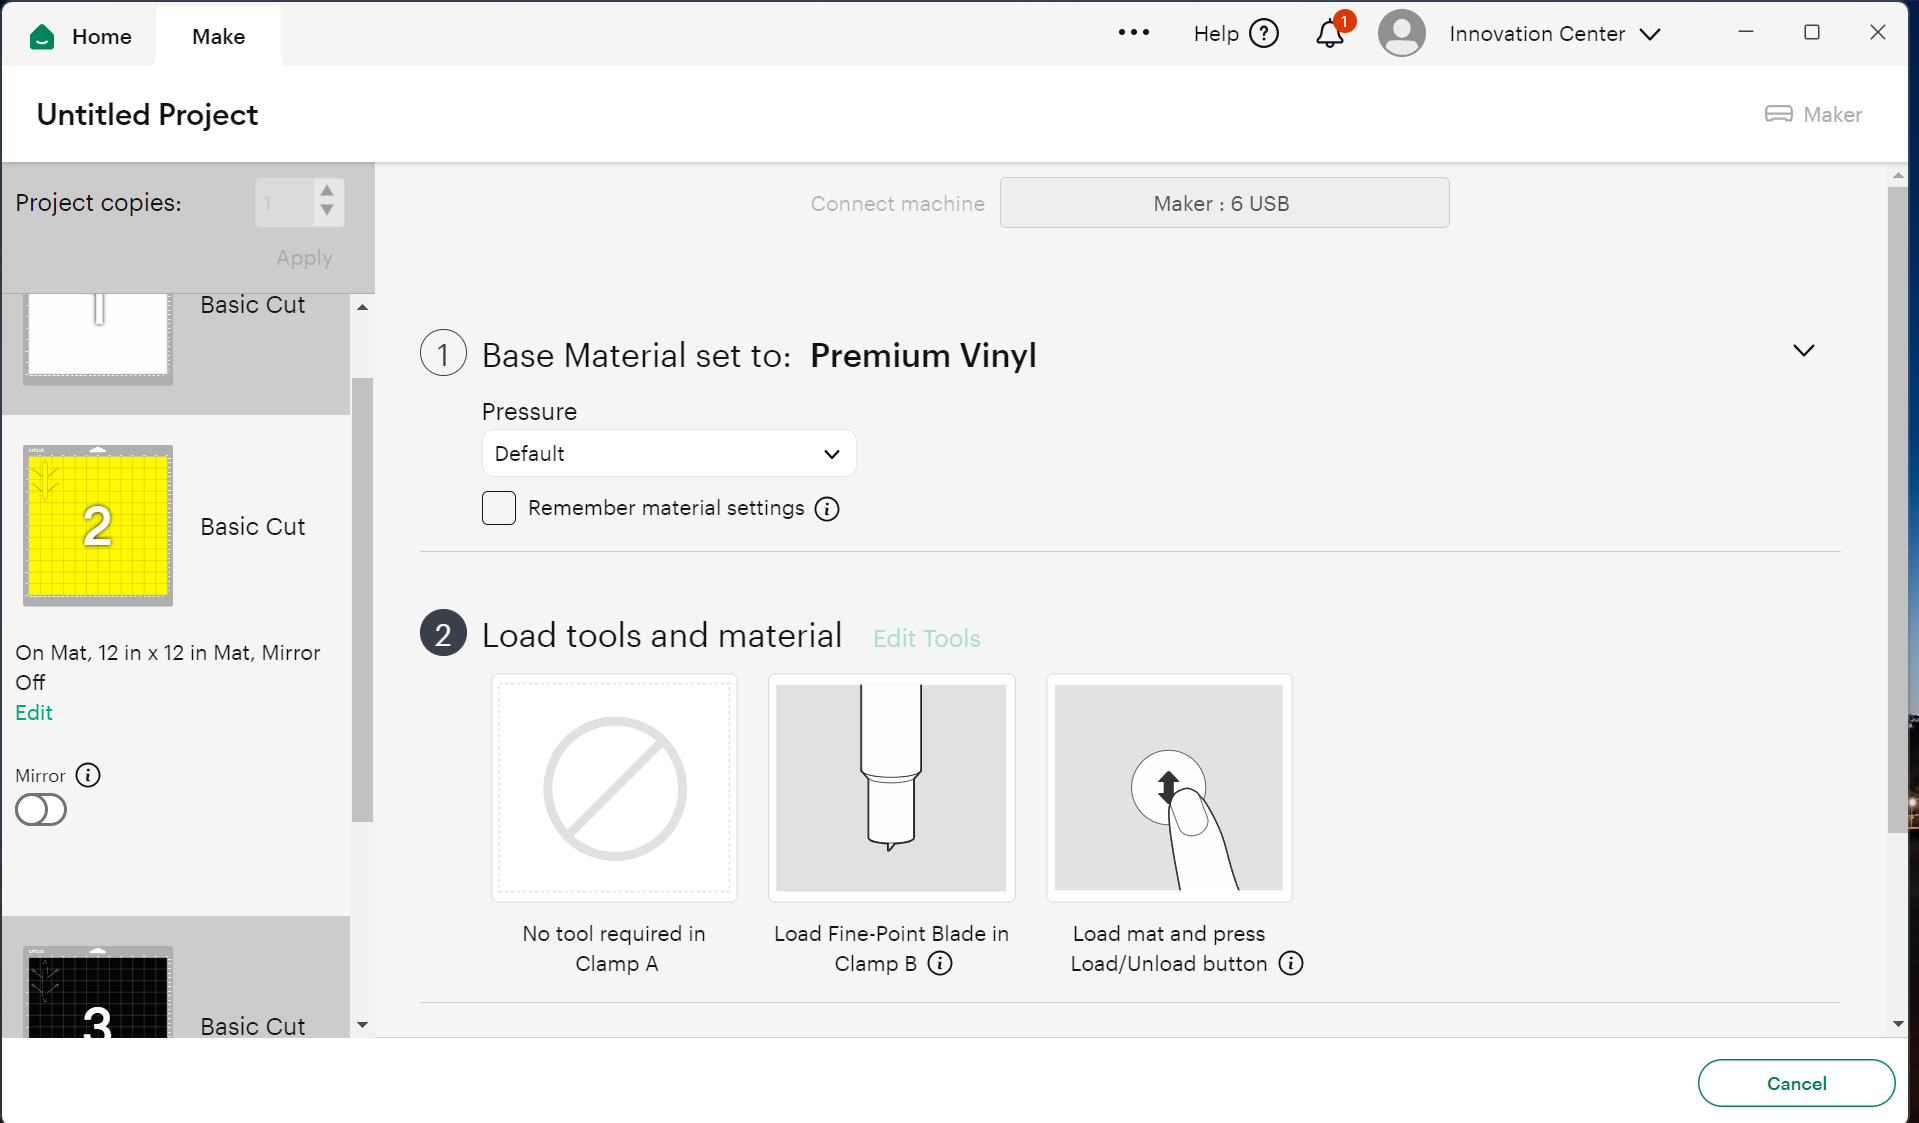 Home
Make
Help
1
Innovation Center
Untitled Project
Maker
Project copies:
1
Apply
Connect machine
Maker : 6 USB
1
Basic Cut
2
Basic Cut
On Mat, 12 in x 12 in Mat, Mirror
Off
Edit
Mirror
3
Basic Cut
1
Base Material set to: Premium Vinyl
Pressure
Default
Remember material settings
2
Load tools and material
Edit Tools
No tool required in
Clamp A
Load Fine-Point Blade in
Clamp B
Load mat and press
Load/Unload button
Cancel